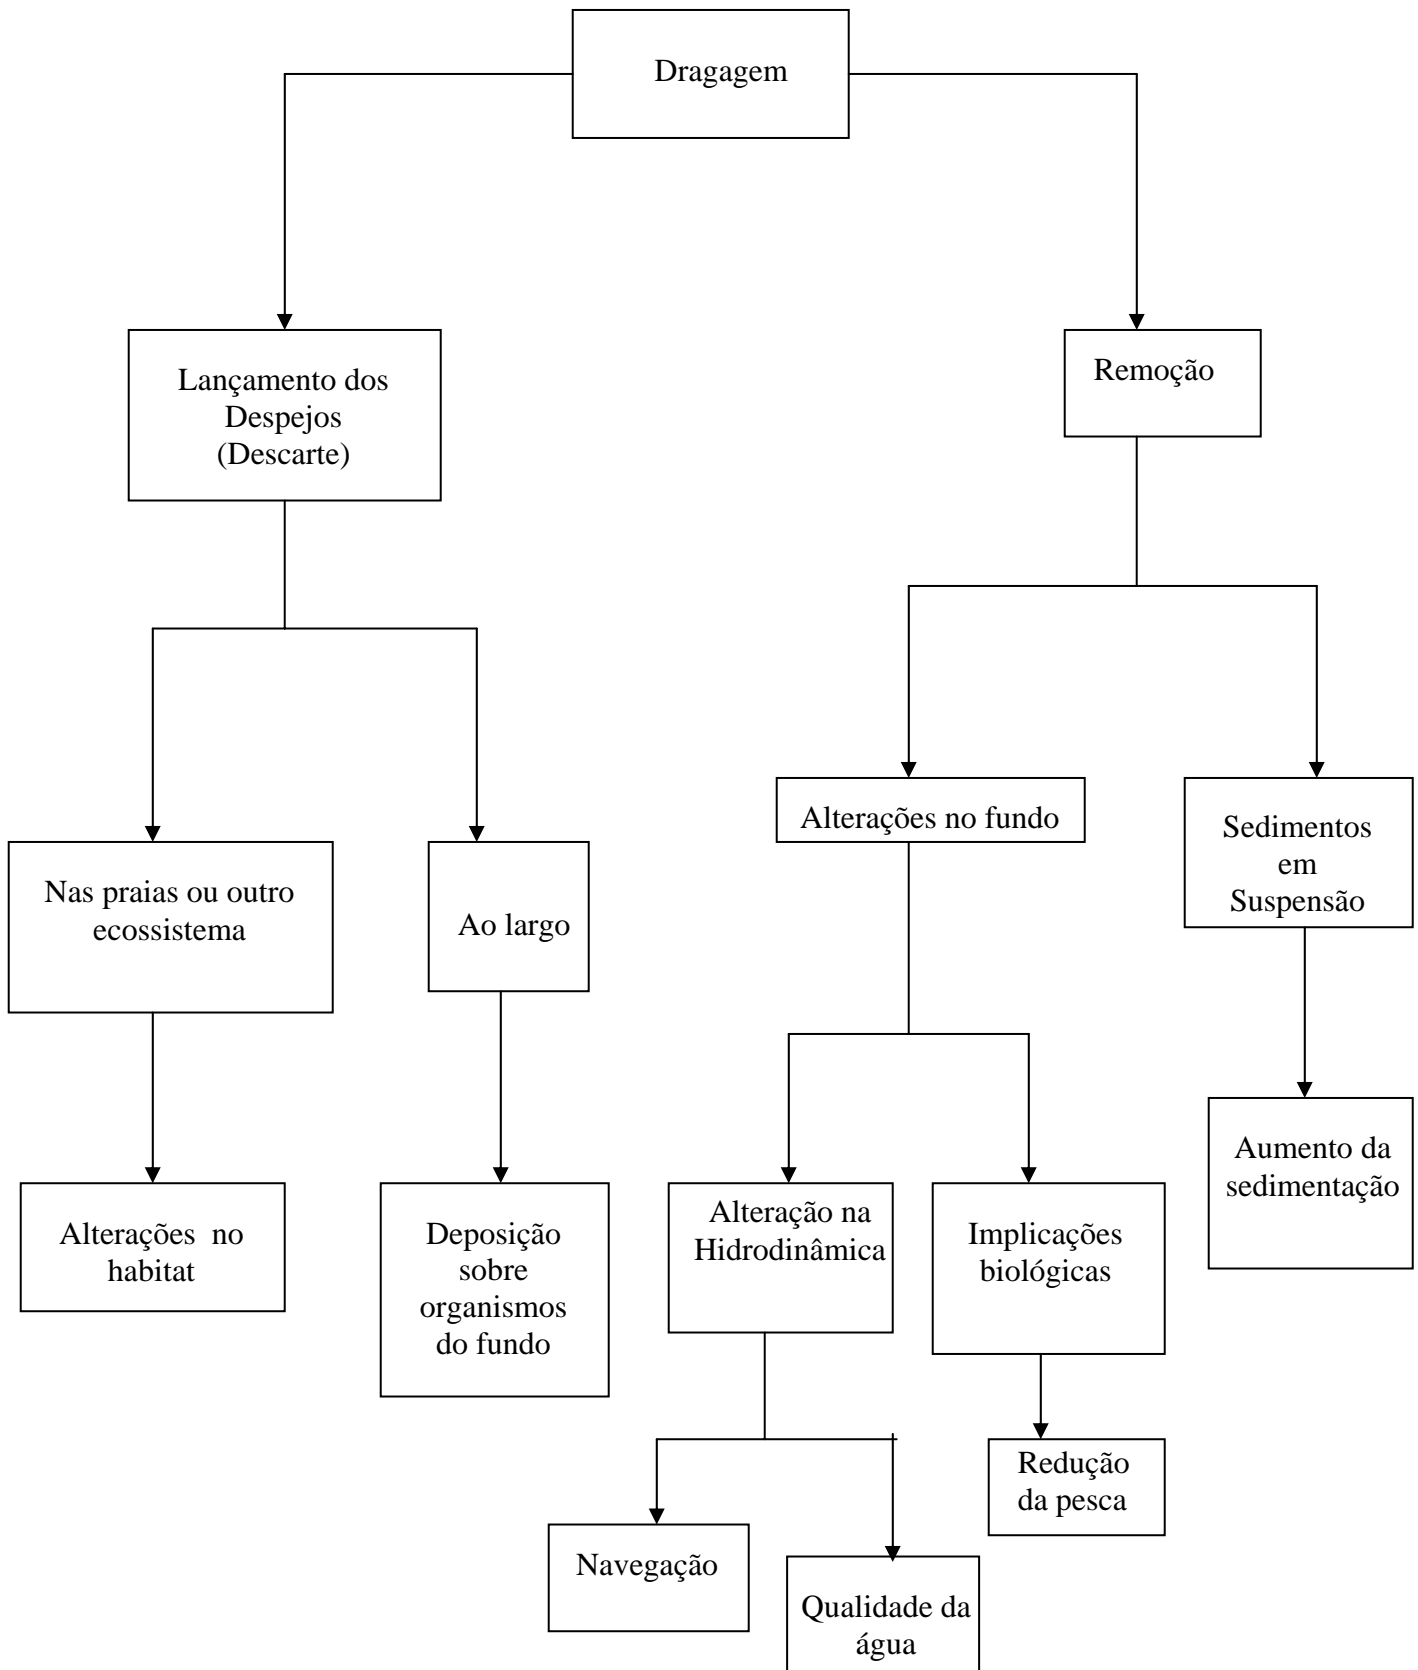 Dragagem
Lançamento dos
Despejos
(Descarte)
Remoção
Alterações no fundo
Sedimentos
em
Suspensão
Nas praias ou outro
ecossistema
Ao largo
Aumento da
sedimentação
Alterações no
habitat
Deposição
sobre
organismos
do fundo
Alteração na
Hidrodinâmica
Implicações
biológicas
Redução
da pesca
Navegação
Qualidade da
água